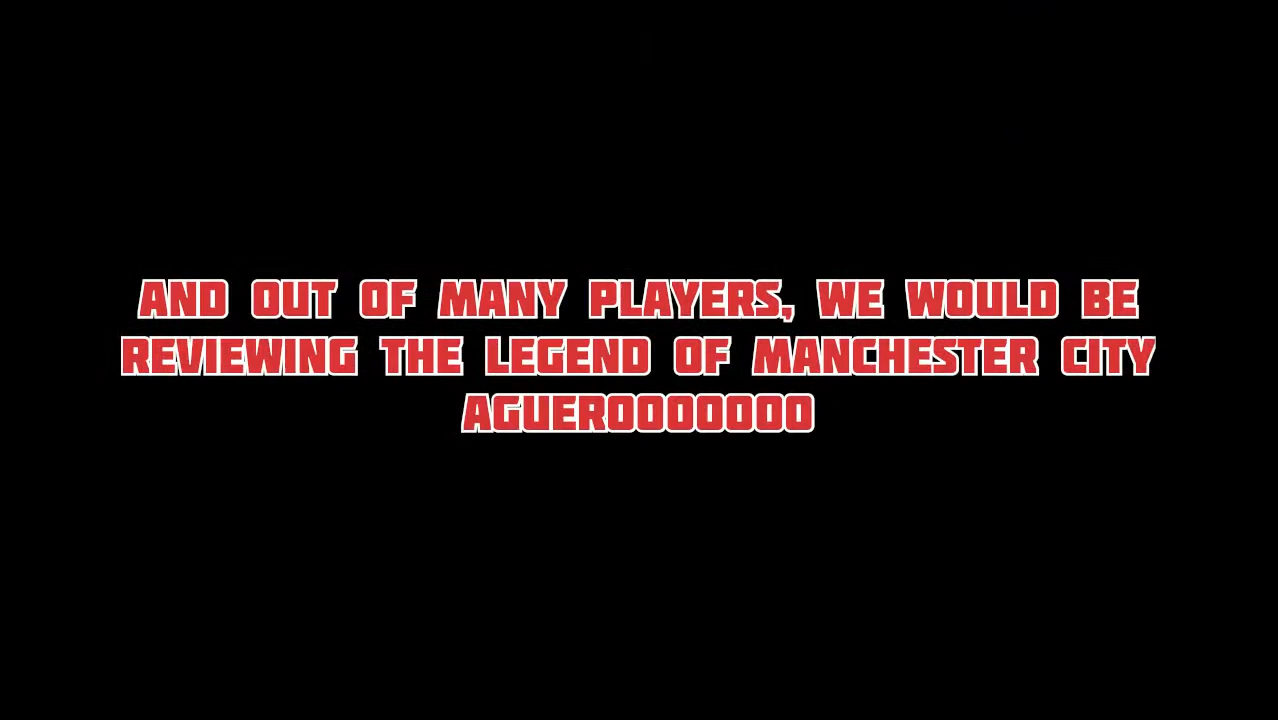 AND OUT OF MANY PLAYERS, WE WOULD BE
REVIEWING THE LEGEND OF MANCHESTER CITY
AGUEROOOOOOO